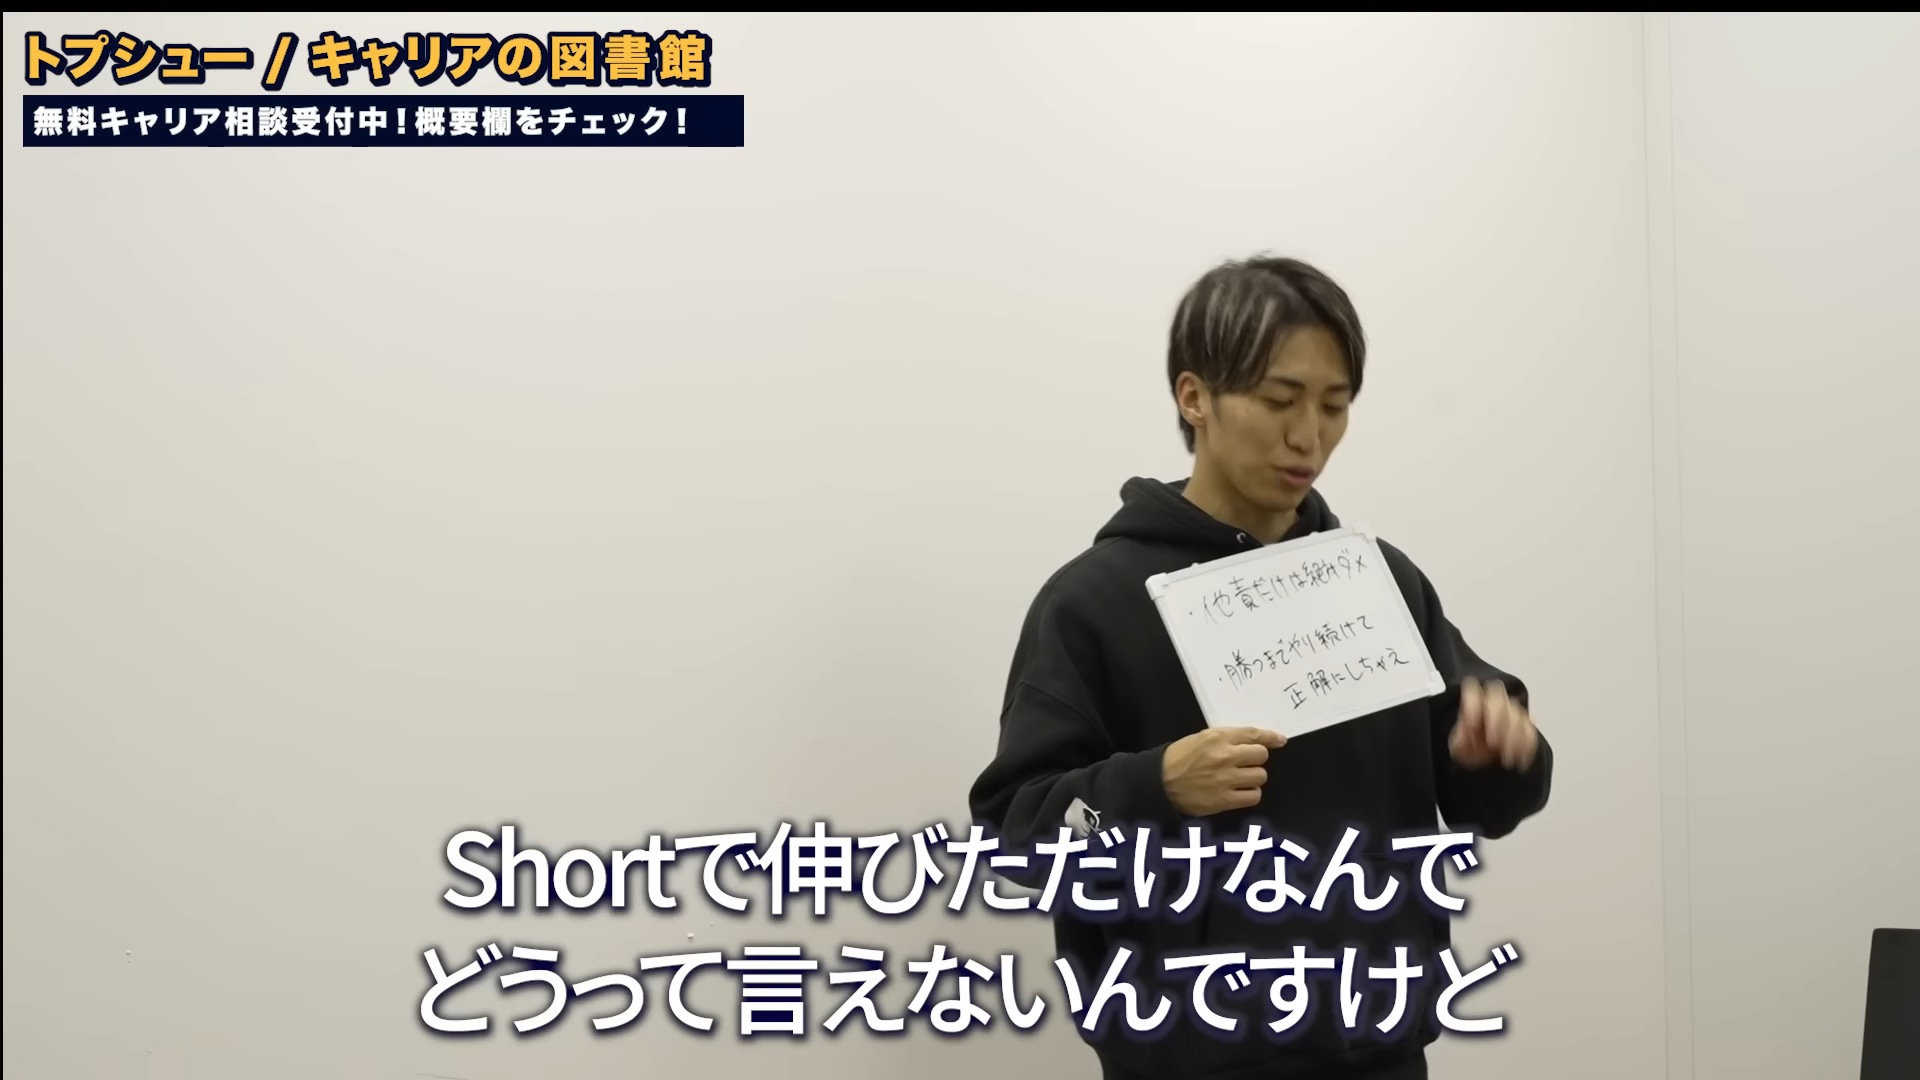 トプシュー / キャリアの図書館
無料キャリア相談受付中！概要欄をチェック！
・他責だけは絶対ダメ
・勝つまでやり続けて
正解にしちゃえ
Shortで伸びただけなんで
どうって言えないんですけど